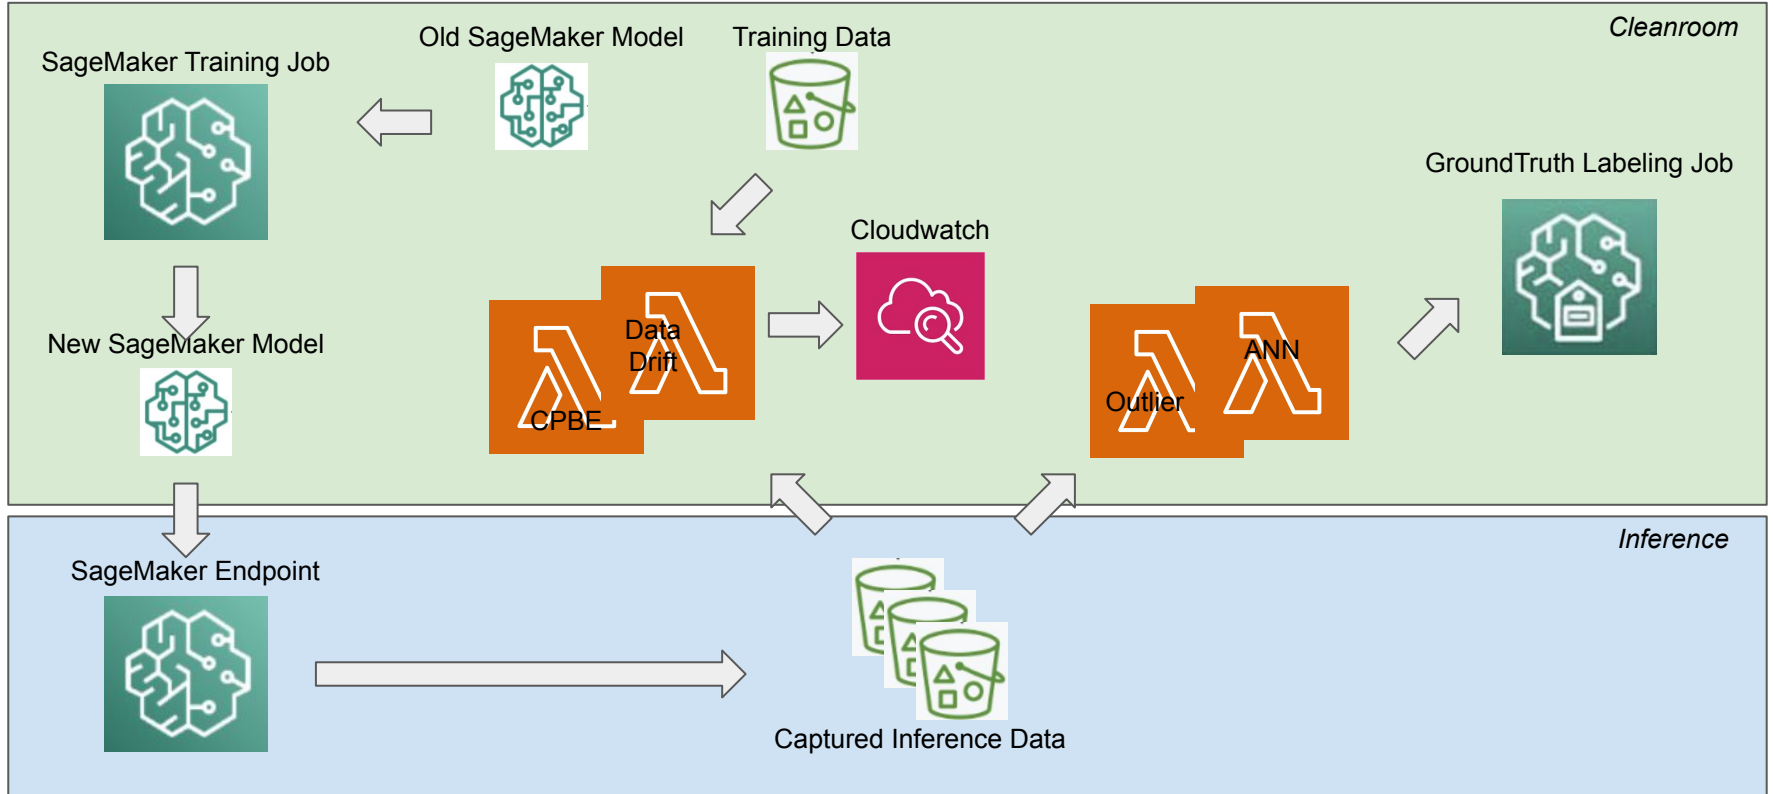 Cleanroom
Old SageMaker Model
Training Data
SageMaker Training Job
GroundTruth Labeling Job
Cloudwatch
Data
Drift
CPBE
ANN
Outlier
New SageMaker Model
Inference
SageMaker Endpoint
Captured Inference Data